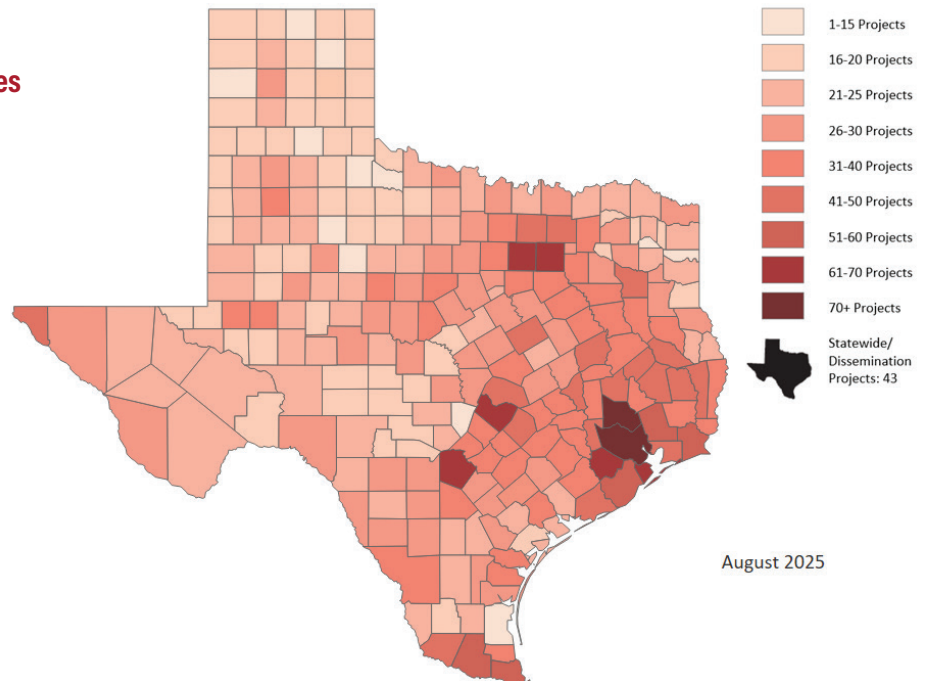 es
1-15 Projects
16-20 Projects
21-25 Projects
26-30 Projects
31-40 Projects
41-50 Projects
51-60 Projects
61-70 Projects
70+ Projects
Statewide/
Dissemination
Projects: 43
August 2025